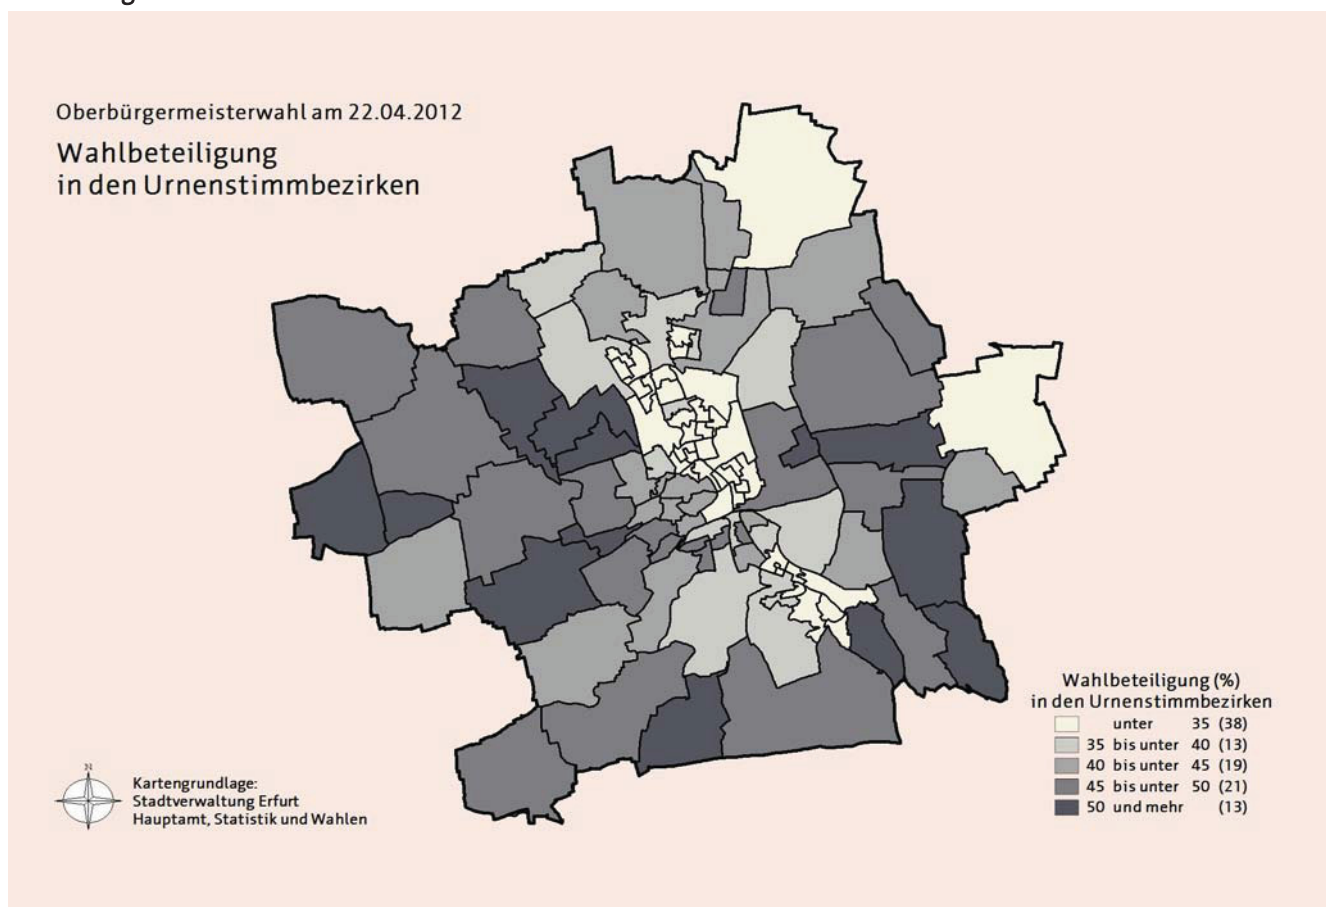 Oberbürgermeisterwahl am 22.04.2012
Wahlbeteiligung
in den Urnenstimmbezirken
Wahlbeteiligung (%)
in den Urnenstimmbezirken
unter 35 (38)
35 bis unter 40 (13)
40 bis unter 45 (19)
45 bis unter 50 (21)
50 und mehr (13)
N
Kartengrundlage:
Stadtverwaltung Erfurt
Hauptamt, Statistik und Wahlen